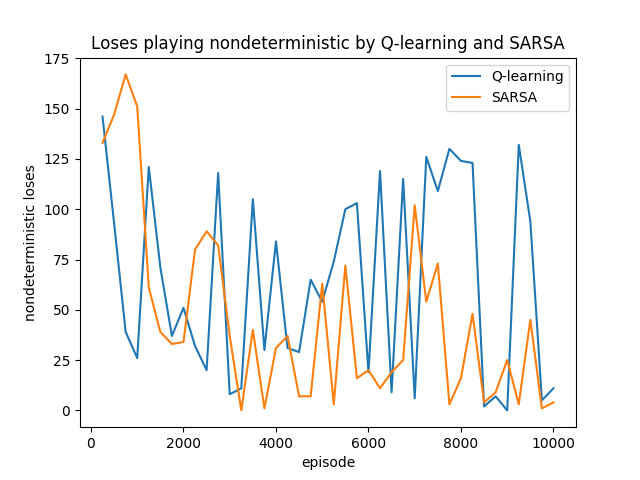 Loses playing nondeterministic by Q-learning and SARSA
175
150
125
100
75
50
25
0
nondeterministic loses
Q-learning
SARSA
0
2000
4000
6000
8000
10000
episode